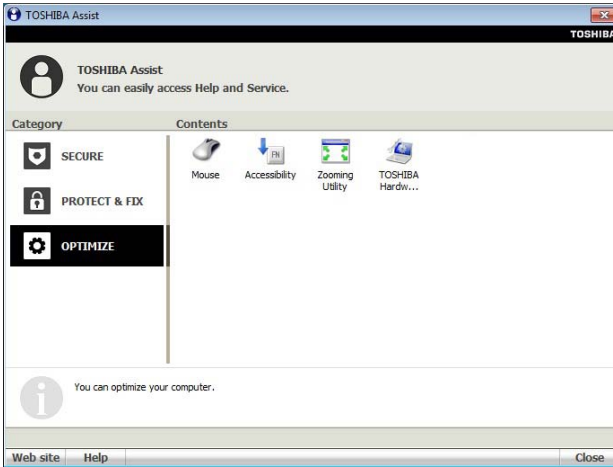 TOSHIBA Assist
TOSHIBA
TOSHIBA Assist
You can easily access Help and Service.
Category
Contents
SECURE
PROTECT & FIX
OPTIMIZE
Mouse
Accessibility
FN
Zooming
Utility
TOSHIBA
Hardw...
You can optimize your computer.
Web site
Help
Close